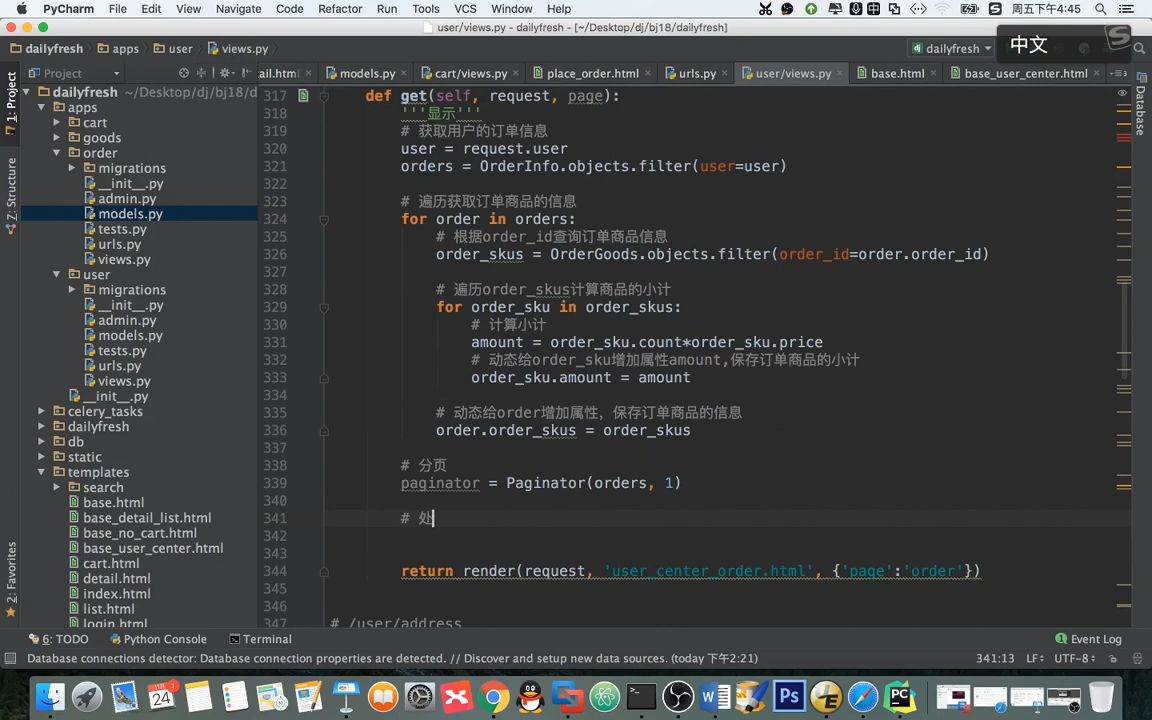 PyCharm File Edit View Navigate Code Refactor Run Tools VCS Window Help 周五下午4:45
user/views.py - dailyfresh - [~/Desktop/dj/bj18/dailyfresh]
dailyfresh apps user views.py dailyfresh 中文
Project ail.html models.py cart/views.py place_order.html urls.py user/views.py base.html base_user_center.html
1: Project
Z: Structure
2: Favorites
Database
dailyfresh ~/Desktop/dj/bj18/d
apps
cart
goods
order
migrations
__init__.py
admin.py
models.py
tests.py
urls.py
views.py
user
migrations
__init__.py
admin.py
models.py
tests.py
urls.py
views.py
__init__.py
celery_tasks
dailyfresh
db
static
templates
search
base.html
base_detail_list.html
base_no_cart.html
base_user_center.html
cart.html
detail.html
index.html
list.html
login.html
317 def get(self, request, page):
318 '''显示'''
319 # 获取用户的订单信息
320 user = request.user
321 orders = OrderInfo.objects.filter(user=user)
322
323 # 遍历获取订单商品的信息
324 for order in orders:
325 # 根据order_id查询订单商品信息
326 order_skus = OrderGoods.objects.filter(order_id=order.order_id)
327
328 # 遍历order_skus计算商品的小计
329 for order_sku in order_skus:
330 # 计算小计
331 amount = order_sku.count*order_sku.price
332 # 动态给order_sku增加属性amount,保存订单商品的小计
333 order_sku.amount = amount
334
335 # 动态给order增加属性，保存订单商品的信息
336 order.order_skus = order_skus
337
338 # 分页
339 paginator = Paginator(orders, 1)
340
341 # 处
342
343
344 return render(request, 'user_center_order.html', {'page':'order'})
345
346
347 # /user/address
6: TODO Python Console Terminal 1 Event Log
Database connections detector: Database connection properties are detected. // Discover and setup new data sources. (today 下午2:21) 341:13 LF UTF-8